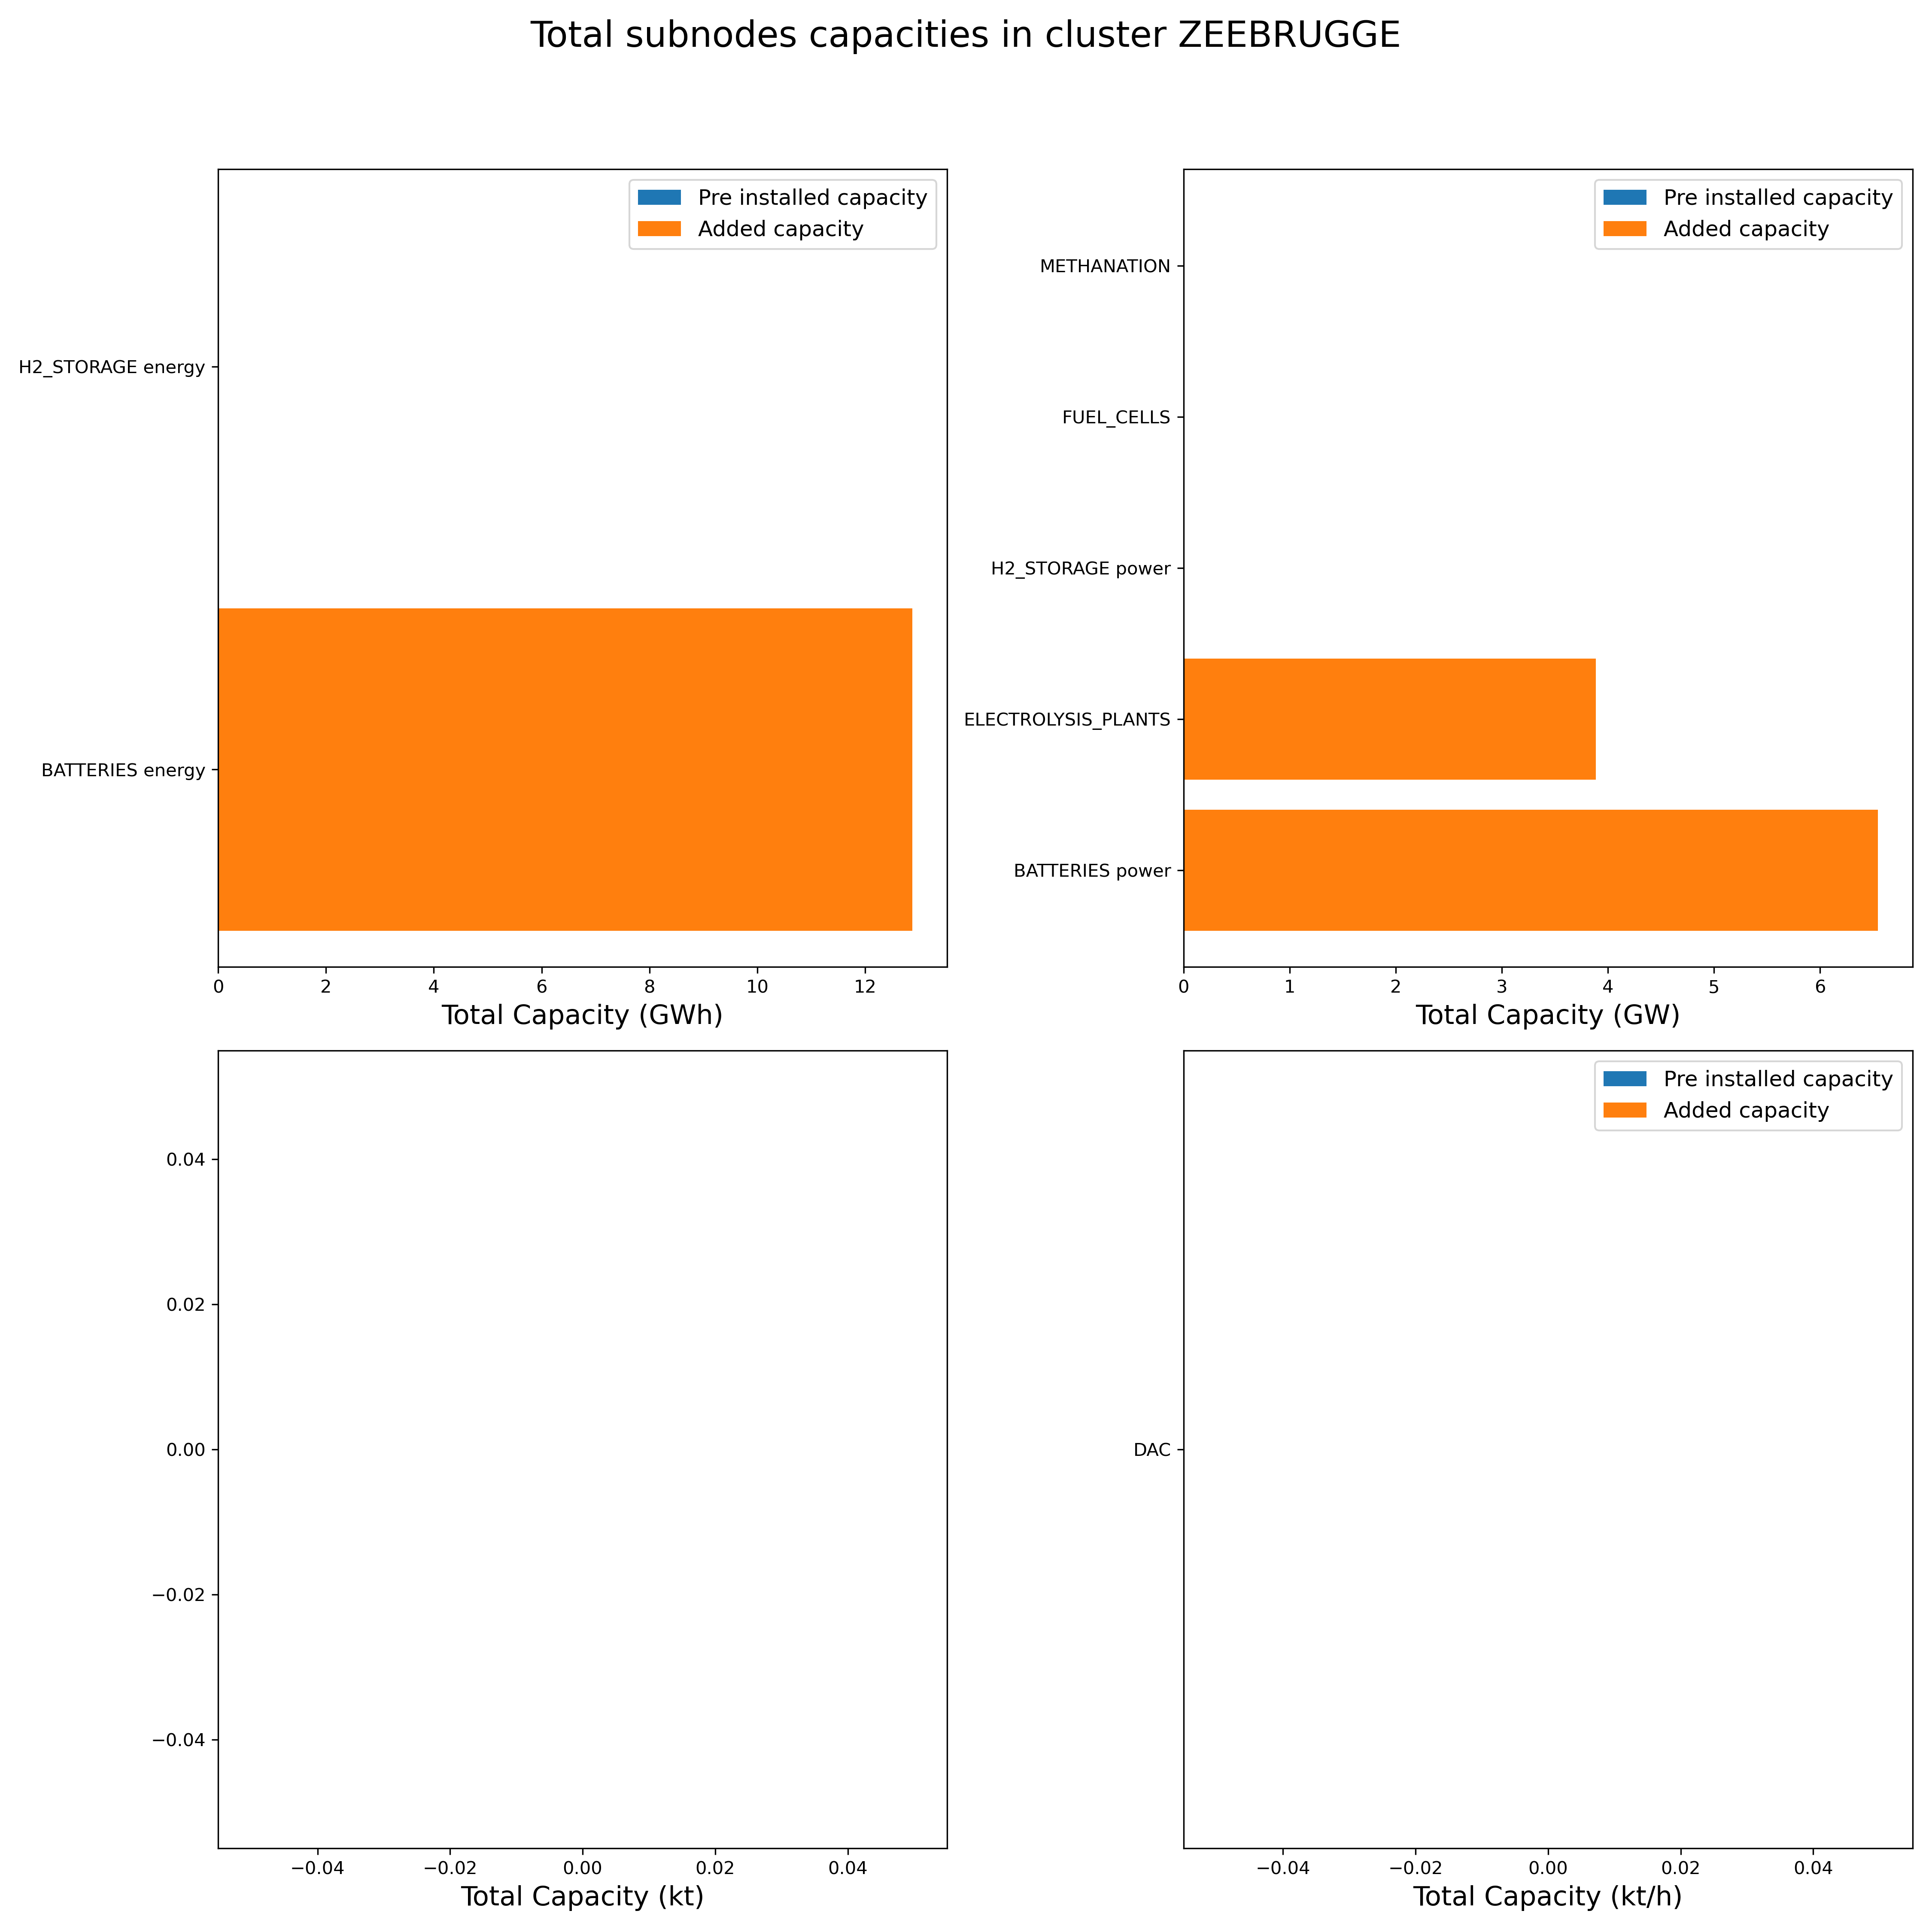 Total subnodes capacities in cluster ZEEBRUGGE
Pre installed capacity
Added capacity
H2_STORAGE energy
BATTERIES energy
0 2 4 6 8 10 12
Total Capacity (GWh)
Pre installed capacity
Added capacity
METHANATION
FUEL_CELLS
H2_STORAGE power
ELECTROLYSIS_PLANTS
BATTERIES power
0 1 2 3 4 5 6
Total Capacity (GW)
0.04
0.02
0.00
−0.02
−0.04
−0.04 −0.02 0.00 0.02 0.04
Total Capacity (kt)
Pre installed capacity
Added capacity
DAC
−0.04 −0.02 0.00 0.02 0.04
Total Capacity (kt/h)